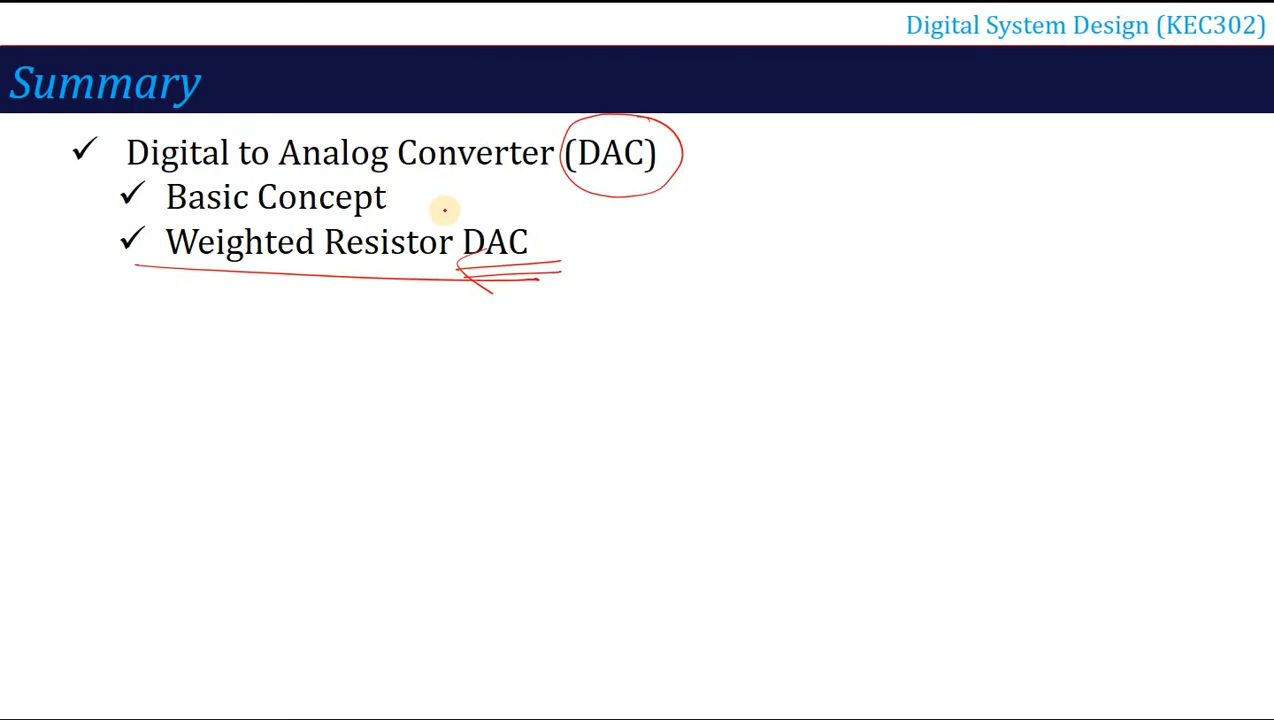 Digital System Design (KEC302)
Summary
✓ Digital to Analog Converter (DAC)
✓ Basic Concept
✓ Weighted Resistor DAC